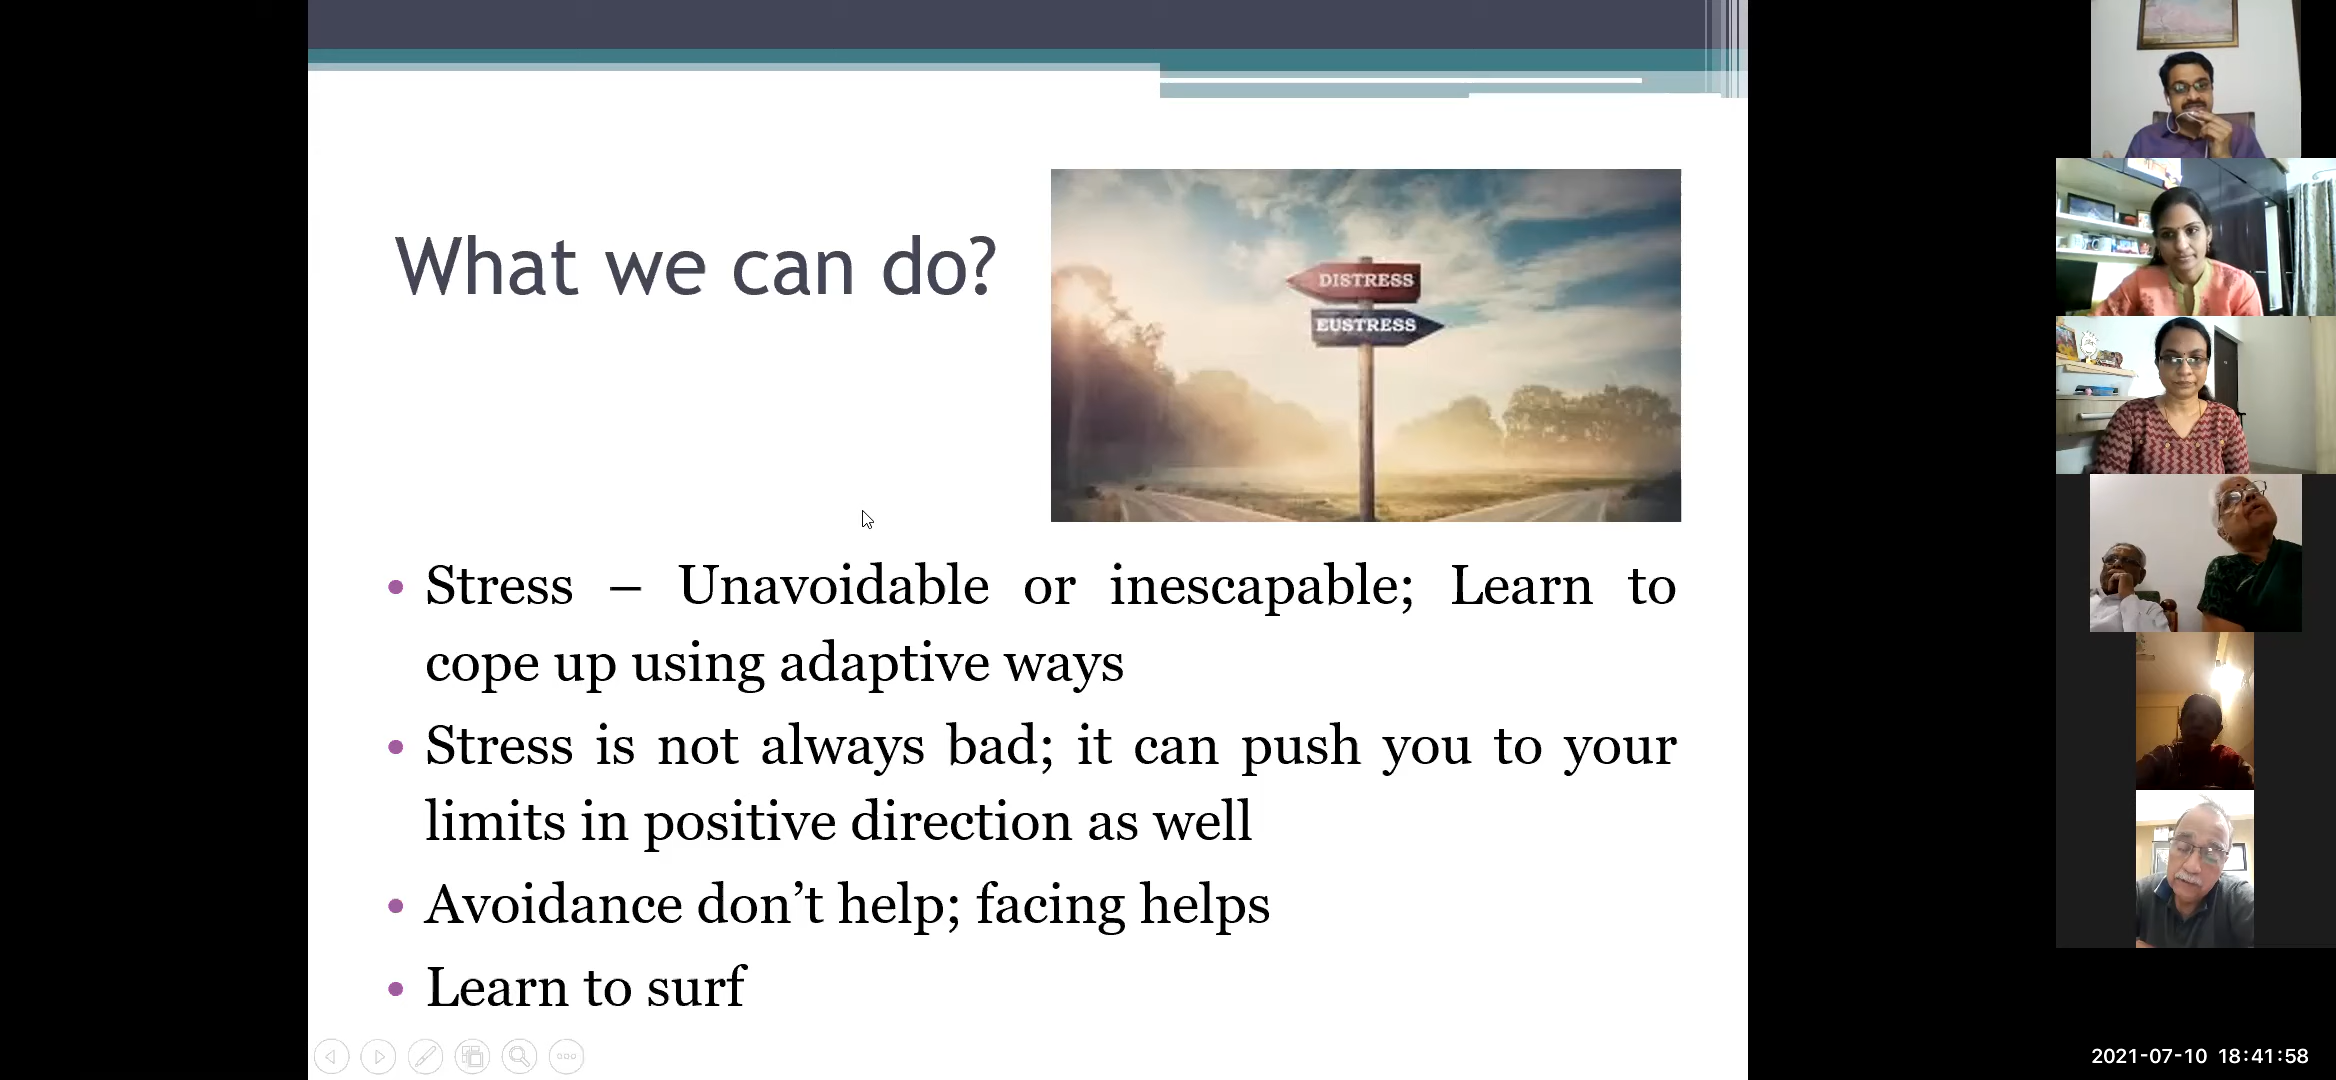 What we can do?
DISTRESS
EUSTRESS
• Stress – Unavoidable or inescapable; Learn to
cope up using adaptive ways
• Stress is not always bad; it can push you to your
limits in positive direction as well
• Avoidance don’t help; facing helps
• Learn to surf
2021-07-10 18:41:58